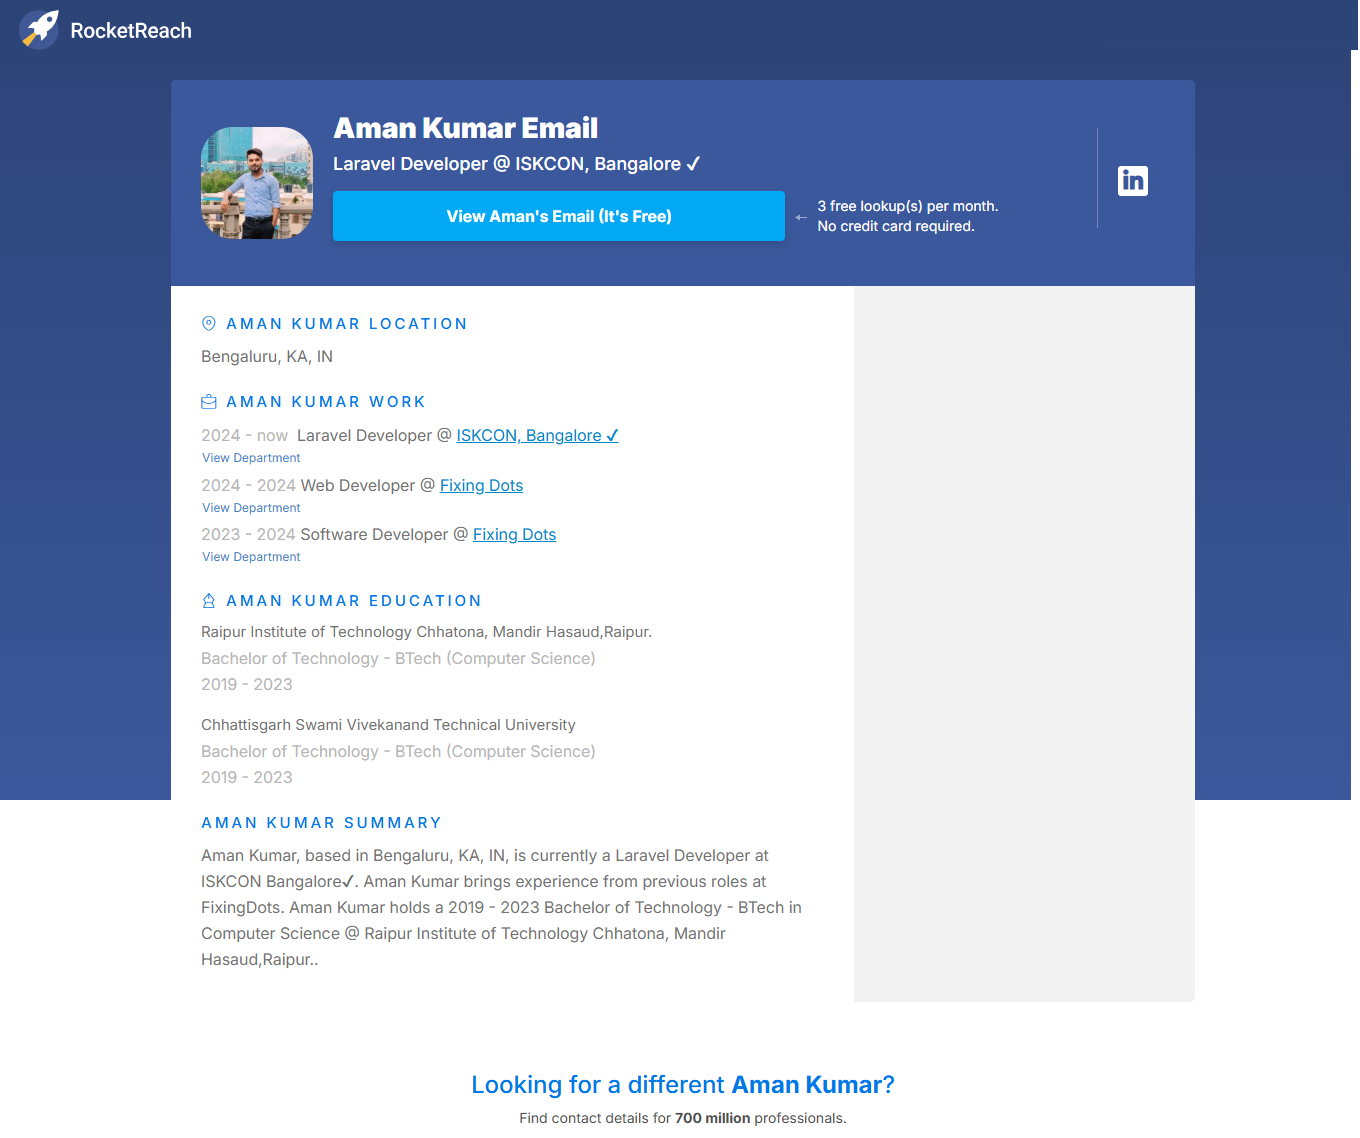 RocketReach
Aman Kumar Email
Laravel Developer @ ISKCON, Bangalore ✓
View Aman's Email (It's Free)
3 free lookup(s) per month.
No credit card required.
in
AMAN KUMAR LOCATION
Bengaluru, KA, IN
AMAN KUMAR WORK
2024 - now Laravel Developer @ ISKCON, Bangalore ✓
View Department
2024 - 2024 Web Developer @ Fixing Dots
View Department
2023 - 2024 Software Developer @ Fixing Dots
View Department
AMAN KUMAR EDUCATION
Raipur Institute of Technology Chhatona, Mandir Hasaud,Raipur.
Bachelor of Technology - BTech (Computer Science)
2019 - 2023
Chhattisgarh Swami Vivekanand Technical University
Bachelor of Technology - BTech (Computer Science)
2019 - 2023
AMAN KUMAR SUMMARY
Aman Kumar, based in Bengaluru, KA, IN, is currently a Laravel Developer at
ISKCON Bangalore✓. Aman Kumar brings experience from previous roles at
FixingDots. Aman Kumar holds a 2019 - 2023 Bachelor of Technology - BTech in
Computer Science @ Raipur Institute of Technology Chhatona, Mandir
Hasaud,Raipur..
Looking for a different Aman Kumar?
Find contact details for 700 million professionals.